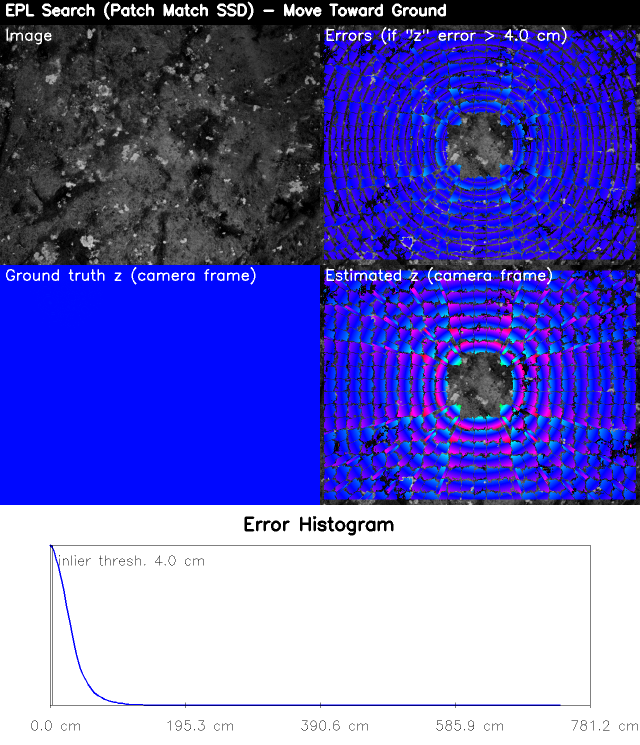 EPL Search (Patch Match SSD) – Move Toward Ground
Image
Errors (if "z" error > 4.0 cm)
Ground truth z (camera frame)
Estimated z (camera frame)
Error Histogram
inlier thresh. 4.0 cm
0.0 cm
195.3 cm
390.6 cm
585.9 cm
781.2 cm